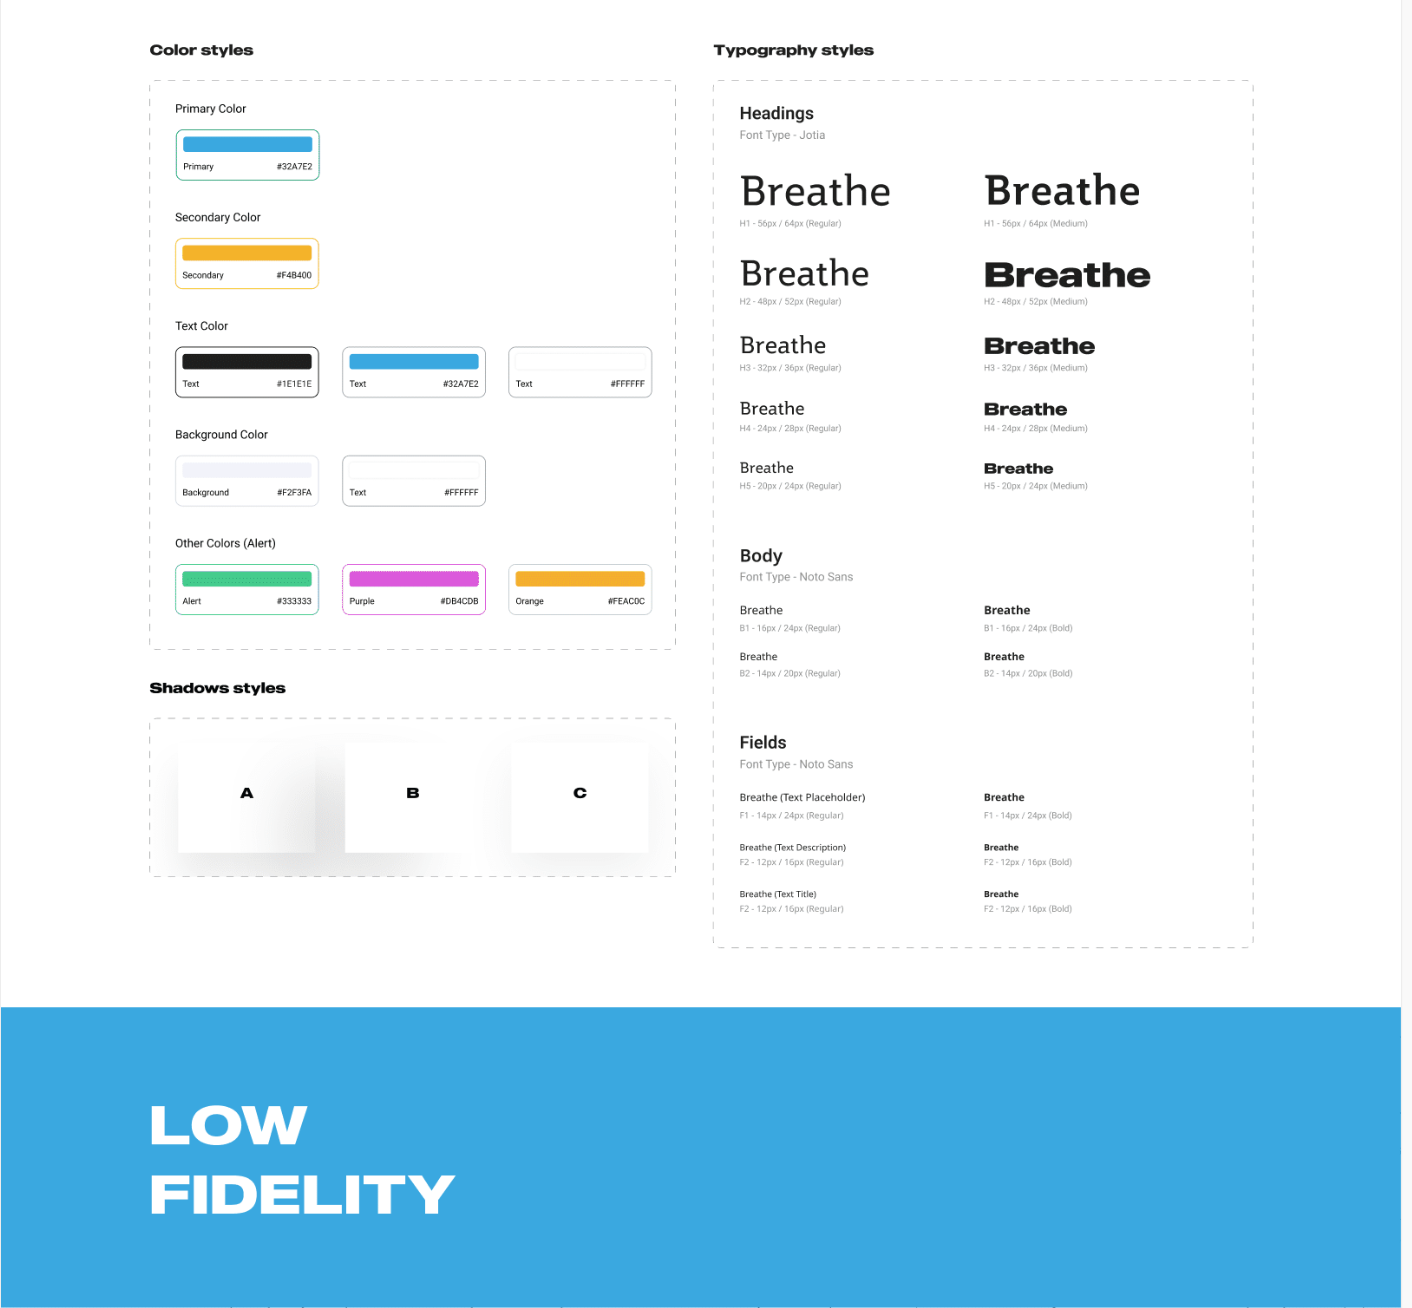 Color styles
Primary Color
Primary #32A7E2
Secondary Color
Secondary #F4B400
Text Color
Text #1E1E1E Text #32A7E2 Text #FFFFFF
Background Color
Background #F2F3FA Text #FFFFFF
Other Colors (Alert)
Alert #333333 Purple #DB4CDB Orange #FEAC0C
Shadows styles
A B C
Typography styles
Headings
Font Type - Jotia
Breathe Breathe
H1 - 56px / 64px (Regular) H1 - 56px / 64px (Medium)
Breathe Breathe
H2 - 48px / 52px (Regular) H2 - 48px / 52px (Medium)
Breathe Breathe
H3 - 32px / 36px (Regular) H3 - 32px / 36px (Medium)
Breathe Breathe
H4 - 24px / 28px (Regular) H4 - 24px / 28px (Medium)
Breathe Breathe
H5 - 20px / 24px (Regular) H5 - 20px / 24px (Medium)
Body
Font Type - Noto Sans
Breathe Breathe
B1 - 16px / 24px (Regular) B1 - 16px / 24px (Bold)
Breathe Breathe
B2 - 14px / 20px (Regular) B2 - 14px / 20px (Bold)
Fields
Font Type - Noto Sans
Breathe (Text Placeholder) Breathe
F1 - 14px / 24px (Regular) F1 - 14px / 24px (Bold)
Breathe (Text Description) Breathe
F2 - 12px / 16px (Regular) F2 - 12px / 16px (Bold)
Breathe (Text Title) Breathe
F2 - 12px / 16px (Regular) F2 - 12px / 16px (Bold)
LOW
FIDELITY